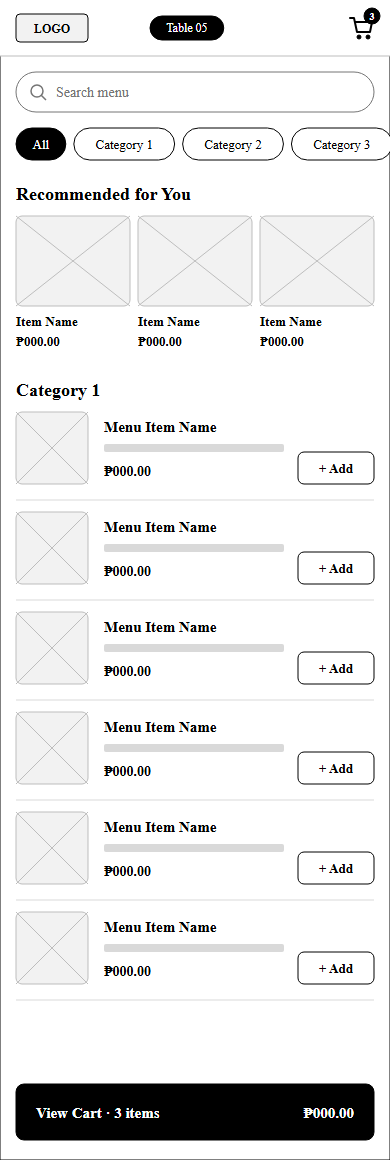 LOGO
Table 05
3
Search menu
All
Category 1
Category 2
Category 3
Recommended for You
Item Name
₱000.00
Item Name
₱000.00
Item Name
₱000.00
Category 1
Menu Item Name
₱000.00
+ Add
Menu Item Name
₱000.00
+ Add
Menu Item Name
₱000.00
+ Add
Menu Item Name
₱000.00
+ Add
Menu Item Name
₱000.00
+ Add
Menu Item Name
₱000.00
+ Add
View Cart · 3 items
₱000.00